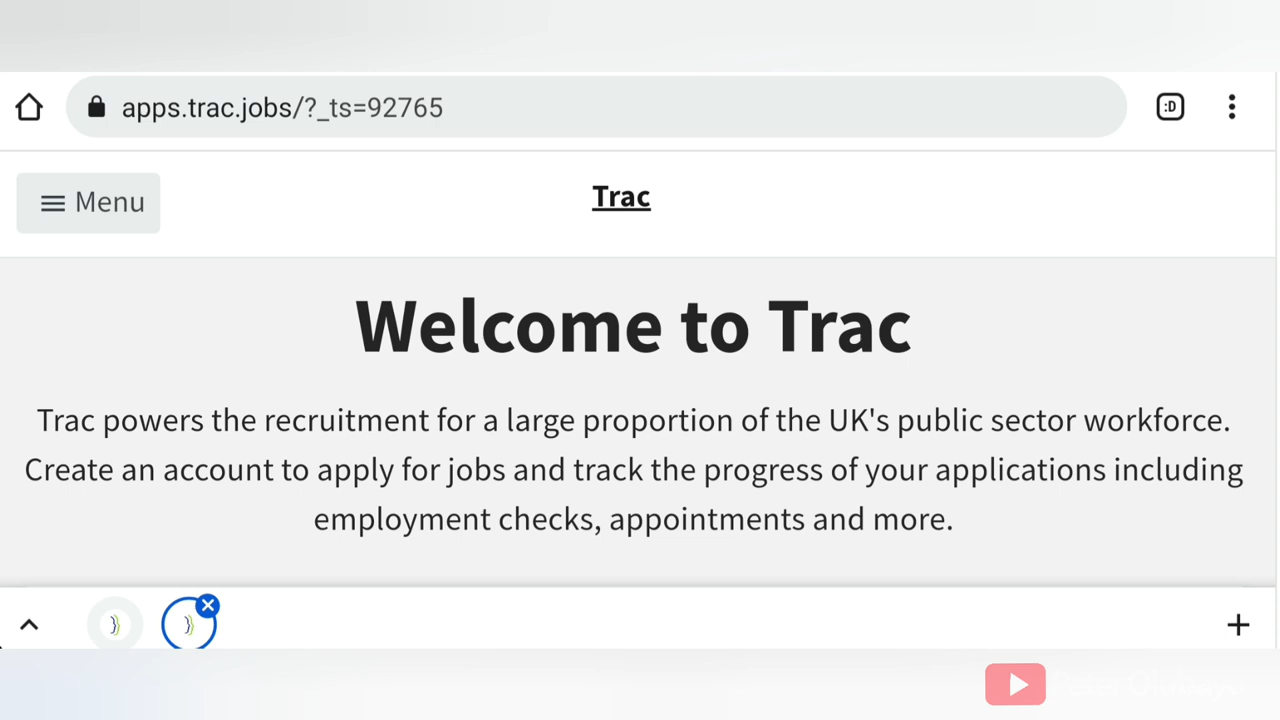 apps.trac.jobs/?_ts=92765
:D
Menu
Trac
Welcome to Trac
Trac powers the recruitment for a large proportion of the UK's public sector workforce.
Create an account to apply for jobs and track the progress of your applications including
employment checks, appointments and more.